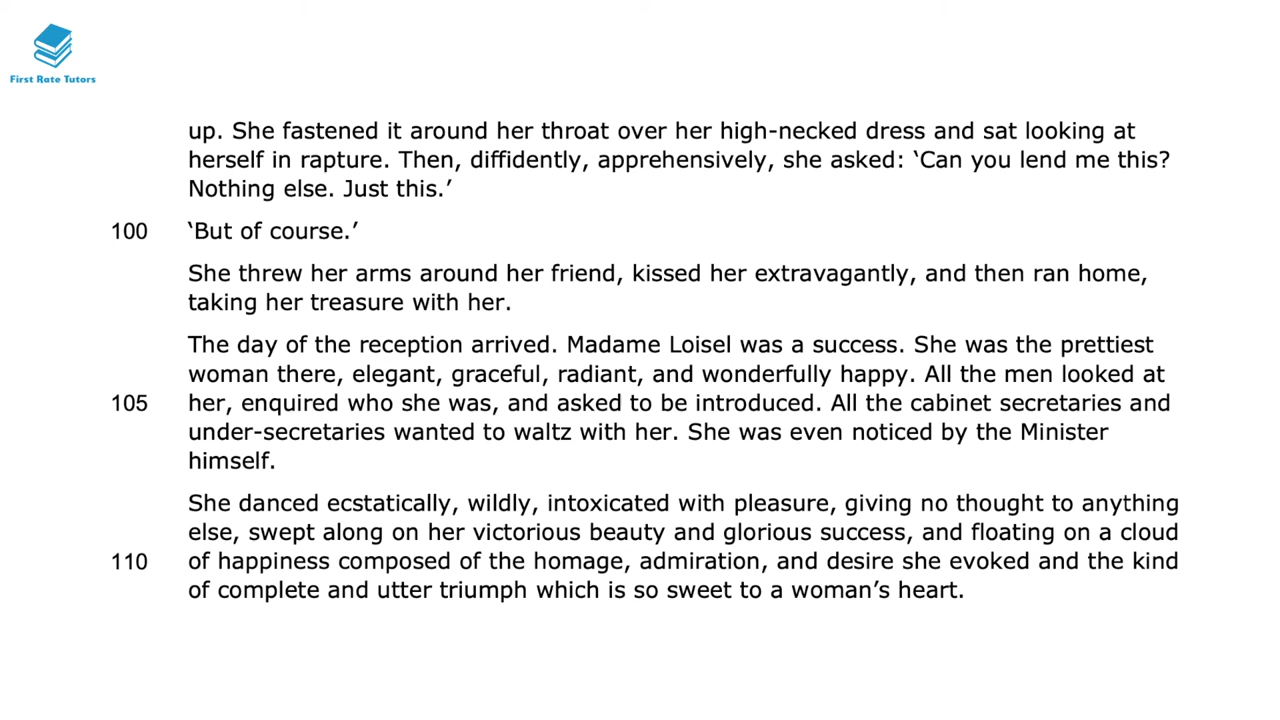 First Rate Tutors
up. She fastened it around her throat over her high-necked dress and sat looking at
herself in rapture. Then, diffidently, apprehensively, she asked: ‘Can you lend me this?
Nothing else. Just this.’
100 ‘But of course.’
She threw her arms around her friend, kissed her extravagantly, and then ran home,
taking her treasure with her.
The day of the reception arrived. Madame Loisel was a success. She was the prettiest
woman there, elegant, graceful, radiant, and wonderfully happy. All the men looked at
105 her, enquired who she was, and asked to be introduced. All the cabinet secretaries and
under-secretaries wanted to waltz with her. She was even noticed by the Minister
himself.
She danced ecstatically, wildly, intoxicated with pleasure, giving no thought to anything
else, swept along on her victorious beauty and glorious success, and floating on a cloud
110 of happiness composed of the homage, admiration, and desire she evoked and the kind
of complete and utter triumph which is so sweet to a woman’s heart.